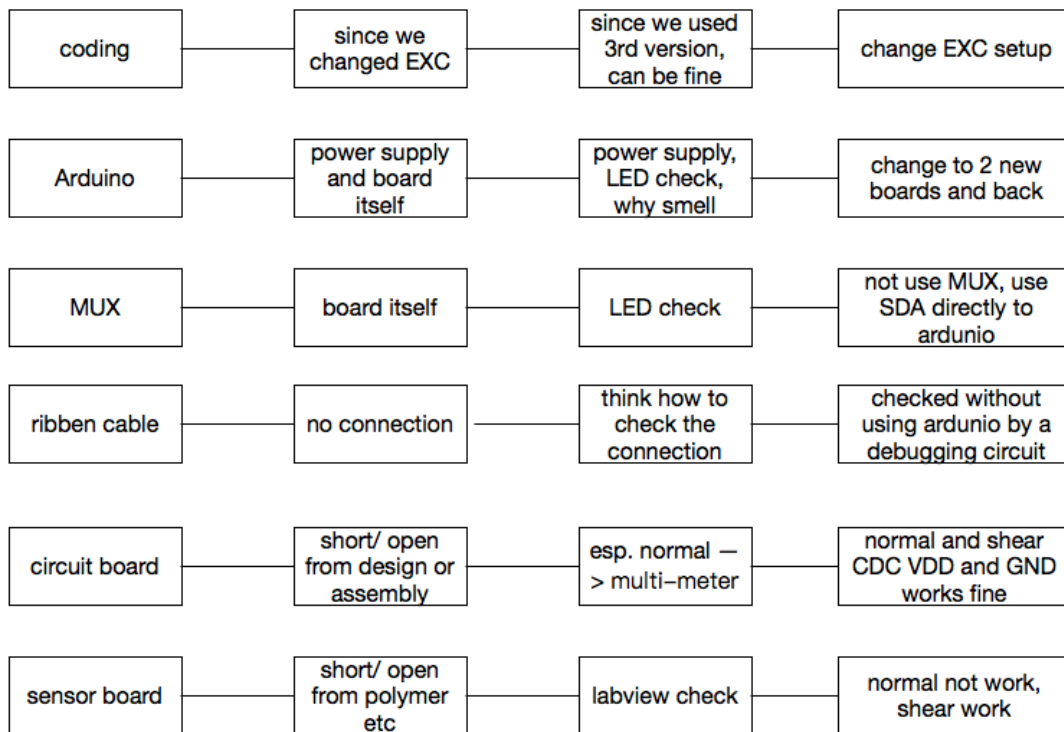 coding
since we
changed EXC
since we used
3rd version,
can be fine
change EXC setup
Arduino
power supply
and board
itself
power supply,
LED check,
why smell
change to 2 new
boards and back
MUX
board itself
LED check
not use MUX, use
SDA directly to
ardunio
ribben cable
no connection
think how to
check the
connection
checked without
using ardunio by a
debugging circuit
circuit board
short/ open
from design or
assembly
esp. normal —
> multi-meter
normal and shear
CDC VDD and GND
works fine
sensor board
short/ open
from polymer
etc
labview check
normal not work,
shear work